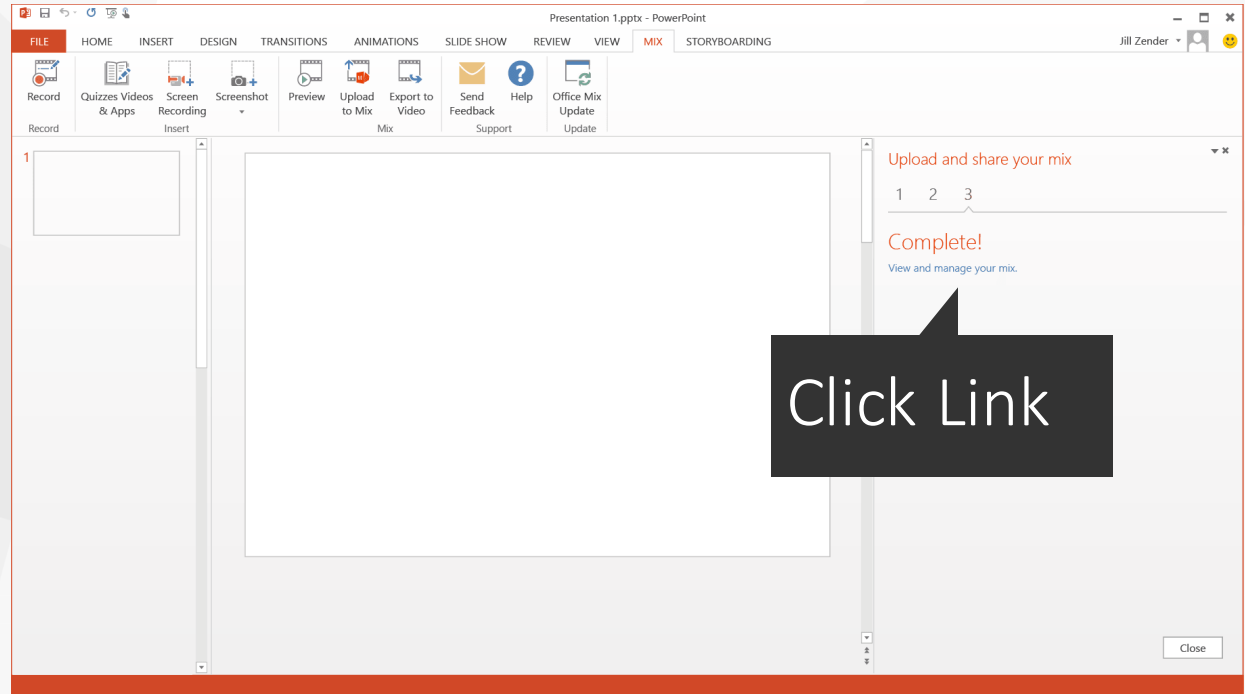 Presentation 1.pptx - PowerPoint
FILE HOME INSERT DESIGN TRANSITIONS ANIMATIONS SLIDE SHOW REVIEW VIEW MIX STORYBOARDING Jill Zender
Record Quizzes Videos Screen Screenshot Preview Upload Export to Send Help Office Mix
& Apps Recording to Mix Video Feedback Update
Record Insert Mix Support Update
1
Upload and share your mix
1 2 3
Complete!
View and manage your mix.
Click Link
Close